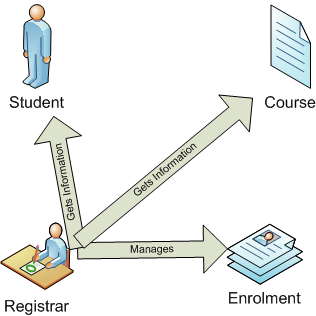 Student
Course
Gets Information
Gets Information
Manages
Registrar
Enrolment